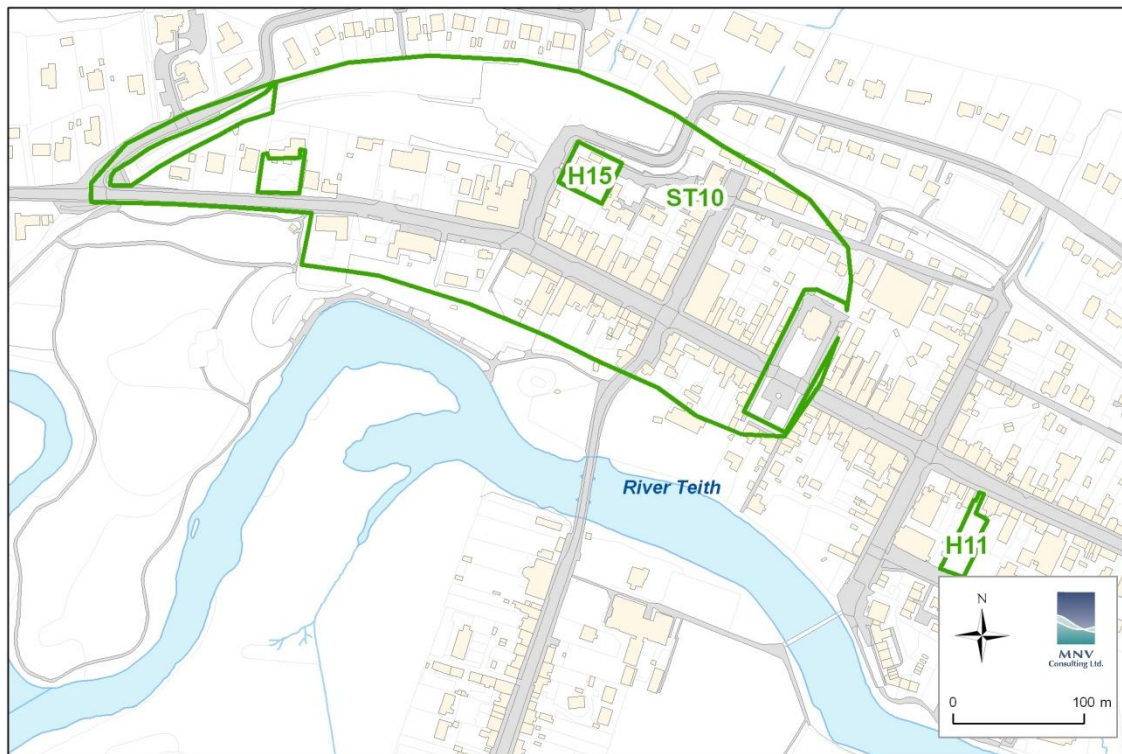 H15
ST10
River Teith
H11
N
MNV
Consulting Ltd.
0 100 m